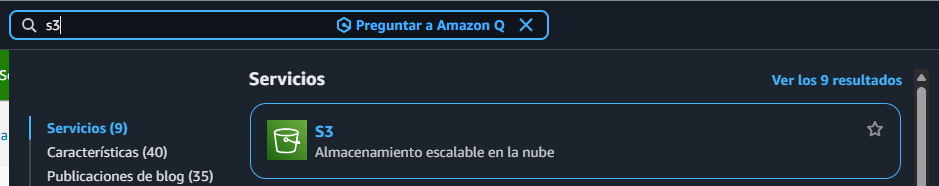 s3 Preguntar a Amazon Q
Servicios Ver los 9 resultados
Servicios (9)
Características (40)
Publicaciones de blog (35)
S3
Almacenamiento escalable en la nube